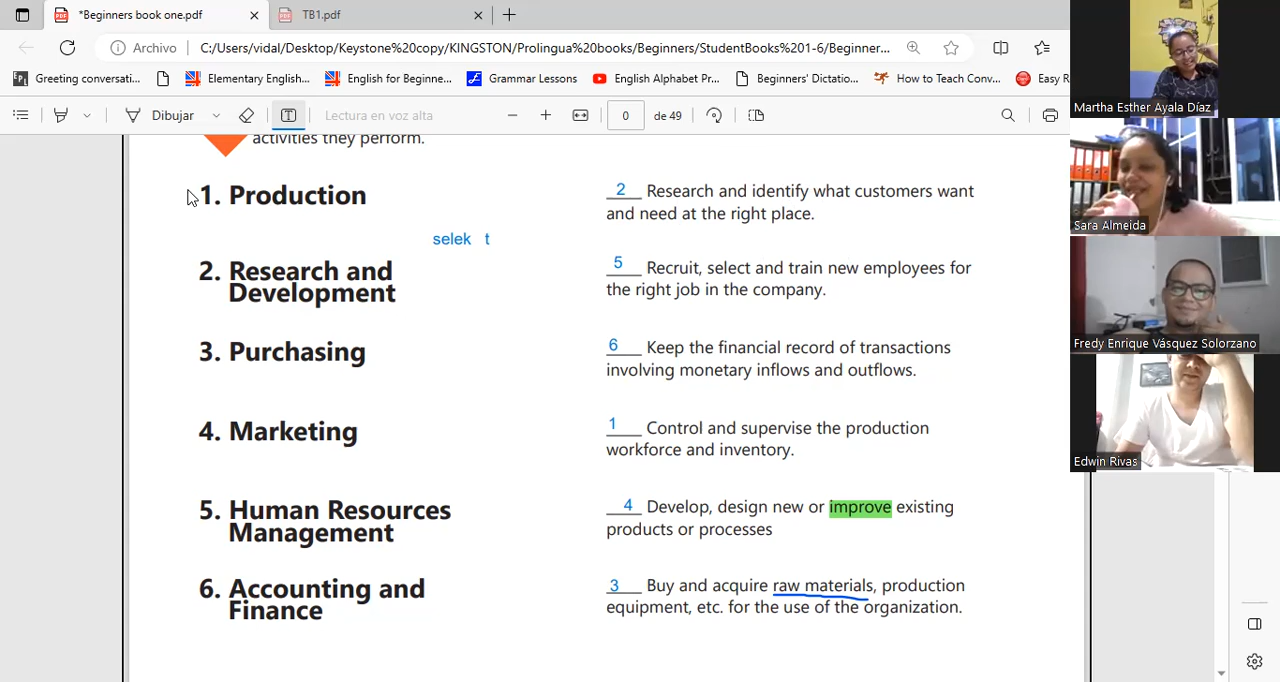 *Beginners book one.pdf
TB1.pdf
Archivo
C:/Users/vidal/Desktop/Keystone%20copy/KINGSTON/Prolingua%20books/Beginners/StudentBooks%201-6/Beginner...
Greeting conversati...
Elementary English...
English for Beginne...
Grammar Lessons
English Alphabet Pr...
Beginners' Dictatio...
How to Teach Conv...
Easy R
Dibujar
Lectura en voz alta
0
de 49
activities they perform.
1. Production
2 Research and identify what customers want
and need at the right place.
selek t
2. Research and
Development
5 Recruit, select and train new employees for
the right job in the company.
3. Purchasing
6 Keep the financial record of transactions
involving monetary inflows and outflows.
4. Marketing
1 Control and supervise the production
workforce and inventory.
5. Human Resources
Management
4 Develop, design new or improve existing
products or processes
6. Accounting and
Finance
3 Buy and acquire raw materials, production
equipment, etc. for the use of the organization.
Martha Esther Ayala Díaz
Sara Almeida
Fredy Enrique Vásquez Solorzano
Edwin Rivas